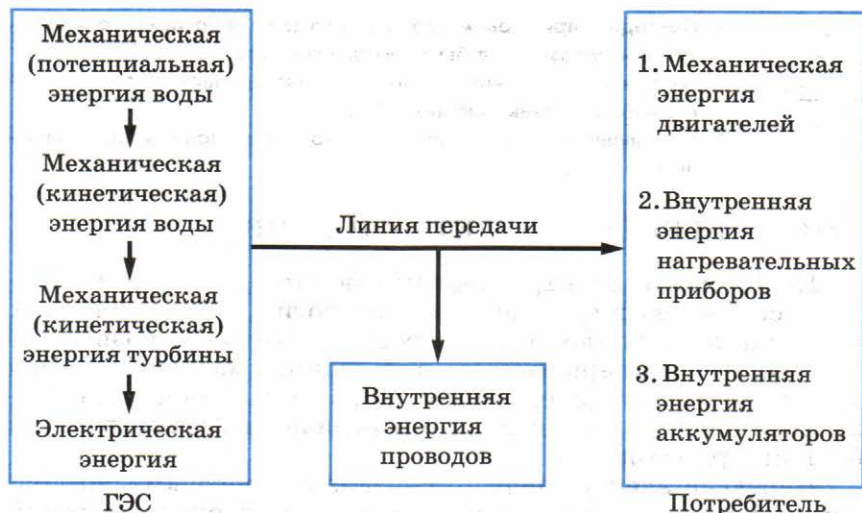 Механическая
(потенциальная)
энергия воды
Механическая
(кинетическая)
энергия воды
Механическая
(кинетическая)
энергия турбины
Электрическая
энергия
ГЭС
Линия передачи
Внутренняя
энергия
проводов
1. Механическая
энергия
двигателей
2. Внутренняя
энергия
нагревательных
приборов
3. Внутренняя
энергия
аккумуляторов
Потребитель